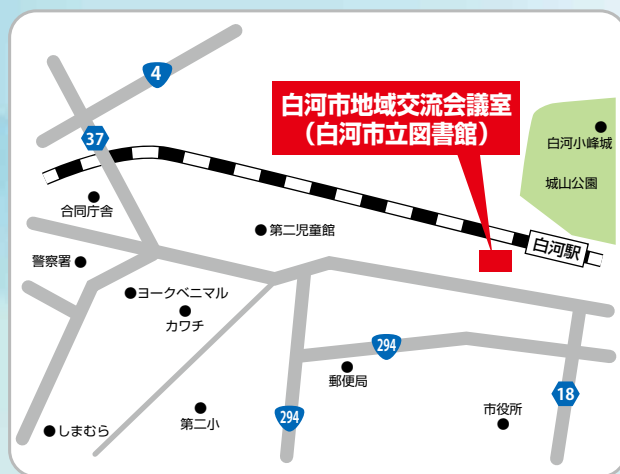 4
37
白河市地域交流会議室
（白河市立図書館）
白河小峰城
城山公園
合同庁舎
第二児童館
白河駅
警察署
ヨークベニマル
カワチ
294
郵便局
18
294
第二小
市役所
しまむら